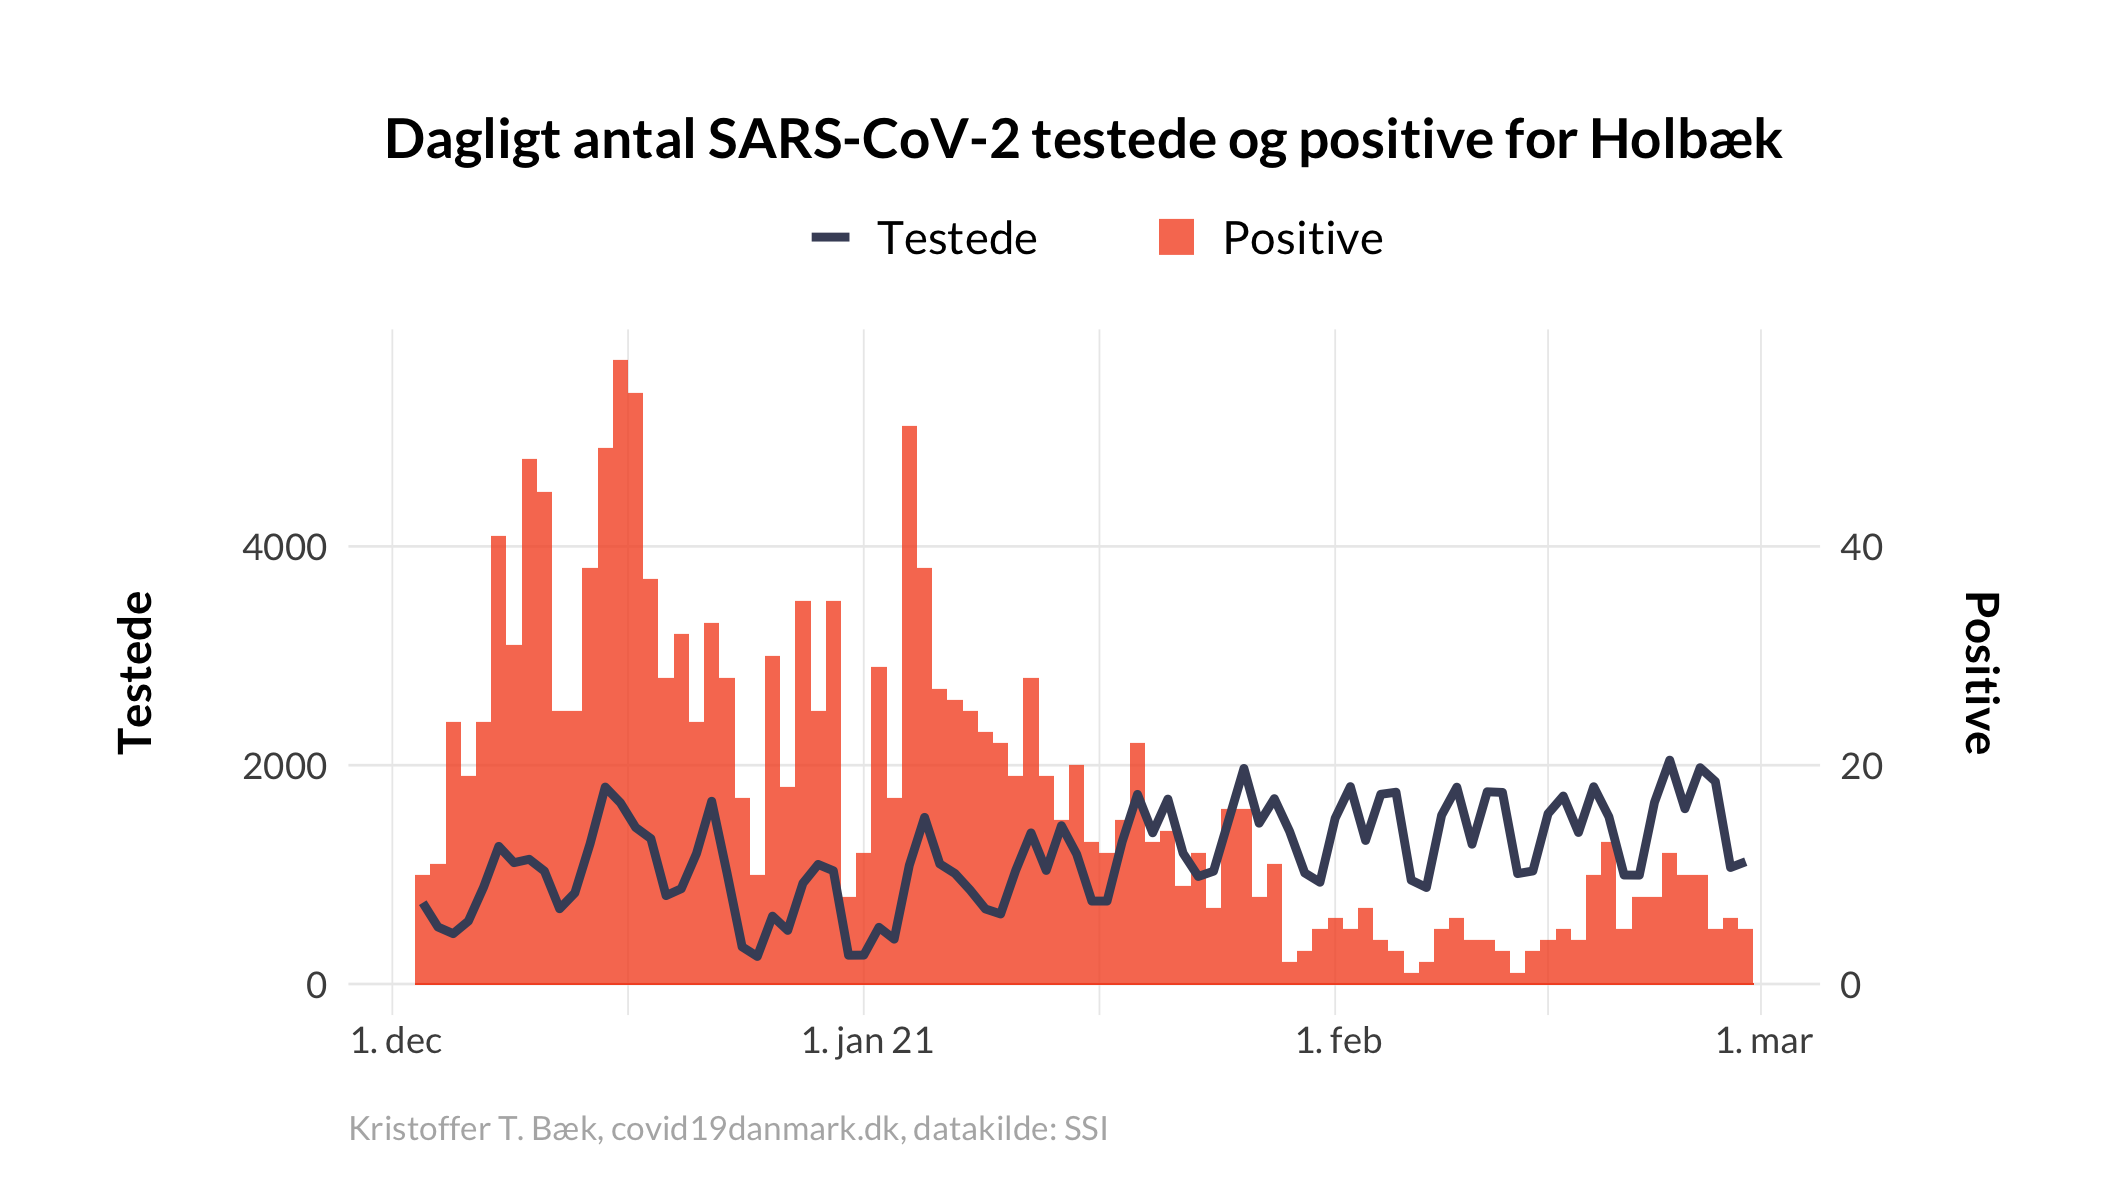 Dagligt antal SARS-CoV-2 testede og positive for Holbæk
Testede
Positive
Testede
4000
2000
0
40
20
0
Positive
1. dec
1. jan 21
1. feb
1. mar
Kristoffer T. Bæk, covid19danmark.dk, datakilde: SSI